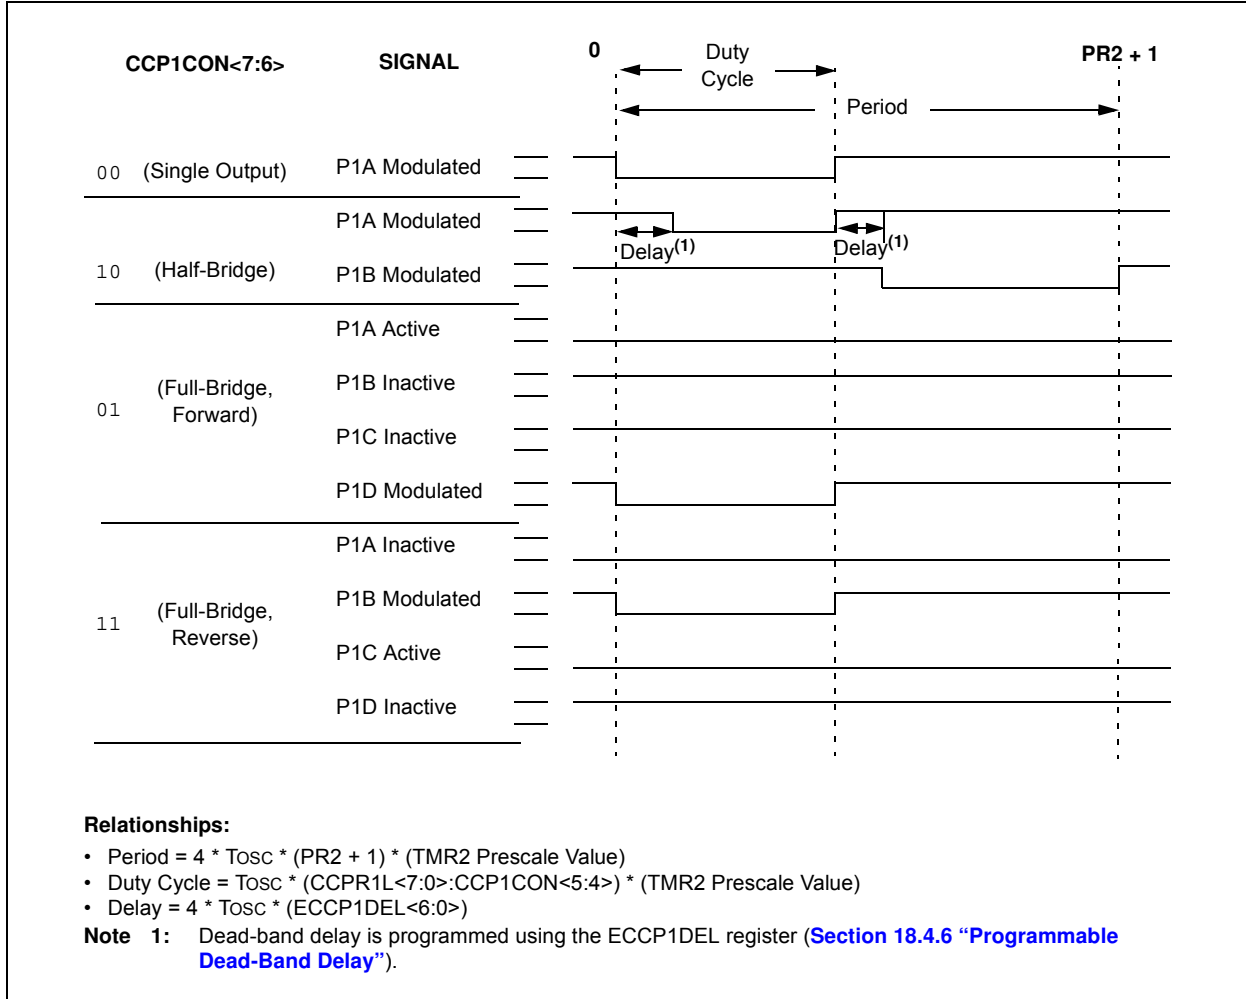 CCP1CON<7:6> SIGNAL 0 Duty Cycle PR2 + 1
Period
00 (Single Output) P1A Modulated
P1A Modulated
Delay(1) Delay(1)
10 (Half-Bridge) P1B Modulated
P1A Active
P1B Inactive
01 (Full-Bridge, Forward)
P1C Inactive
P1D Modulated
P1A Inactive
P1B Modulated
11 (Full-Bridge, Reverse)
P1C Active
P1D Inactive
Relationships:
• Period = 4 * TOSC * (PR2 + 1) * (TMR2 Prescale Value)
• Duty Cycle = TOSC * (CCPR1L<7:0>:CCP1CON<5:4>) * (TMR2 Prescale Value)
• Delay = 4 * TOSC * (ECCP1DEL<6:0>)
Note 1: Dead-band delay is programmed using the ECCP1DEL register (Section 18.4.6 “Programmable
Dead-Band Delay”).